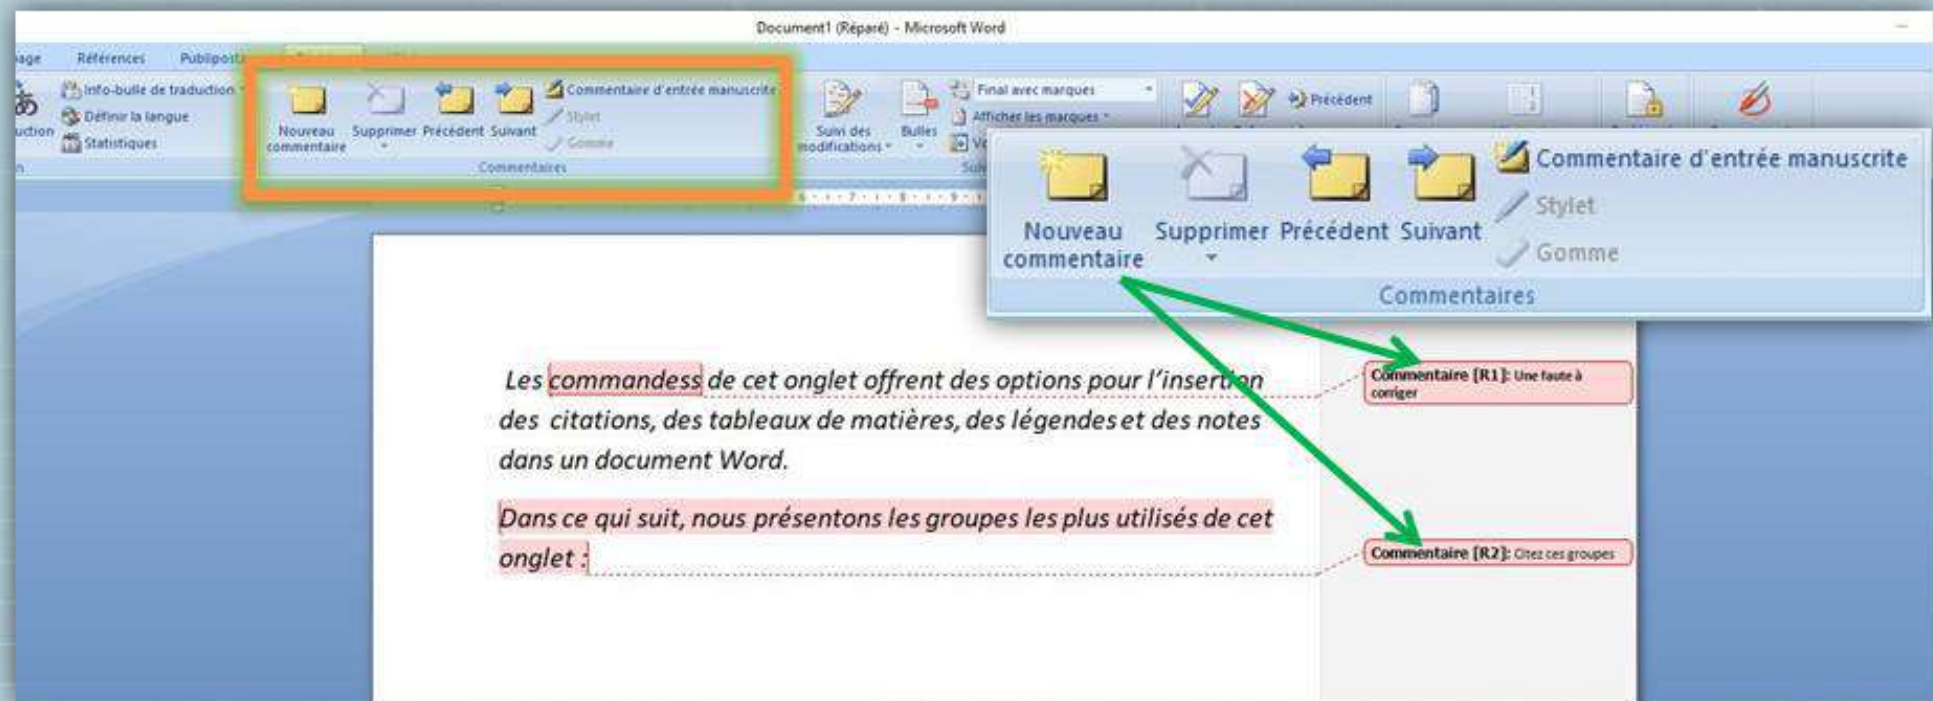 Document1 (Réparé) - Microsoft Word
Références
Info-bulle de traduction
Définir la langue
Statistiques
Nouveau commentaire
Supprimer
Précédent
Suivant
Commentaire d'entrée manuscrite
Stylet
Gomme
Commentaires
Suivi des modifications
Bulles
Final avec marques
Afficher les marques
Précédent
Nouveau
commentaire
Supprimer
Précédent
Suivant
Commentaire d'entrée manuscrite
Stylet
Gomme
Commentaires
Les commandess de cet onglet offrent des options pour l'insertion
des citations, des tableaux de matières, des légendes et des notes
dans un document Word.
Dans ce qui suit, nous présentons les groupes les plus utilisés de cet
onglet :
Commentaire [R1]: Une faute à
corriger
Commentaire [R2]: Citez ces groupes